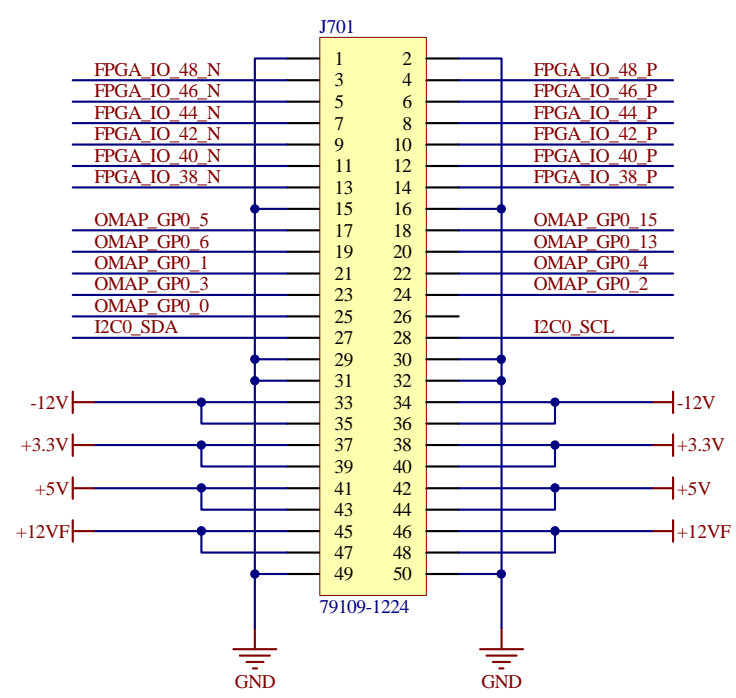 J701
1 2
FPGA_IO_48_N 3 4 FPGA_IO_48_P
FPGA_IO_46_N 5 6 FPGA_IO_46_P
FPGA_IO_44_N 7 8 FPGA_IO_44_P
FPGA_IO_42_N 9 10 FPGA_IO_42_P
FPGA_IO_40_N 11 12 FPGA_IO_40_P
FPGA_IO_38_N 13 14 FPGA_IO_38_P
15 16
OMAP_GP0_5 17 18 OMAP_GP0_15
OMAP_GP0_6 19 20 OMAP_GP0_13
OMAP_GP0_1 21 22 OMAP_GP0_4
OMAP_GP0_3 23 24 OMAP_GP0_2
OMAP_GP0_0 25 26
I2C0_SDA 27 28 I2C0_SCL
29 30
31 32
-12V 33 34 -12V
35 36
+3.3V 37 38 +3.3V
39 40
+5V 41 42 +5V
43 44
+12VF 45 46 +12VF
47 48
49 50
79109-1224
GND GND